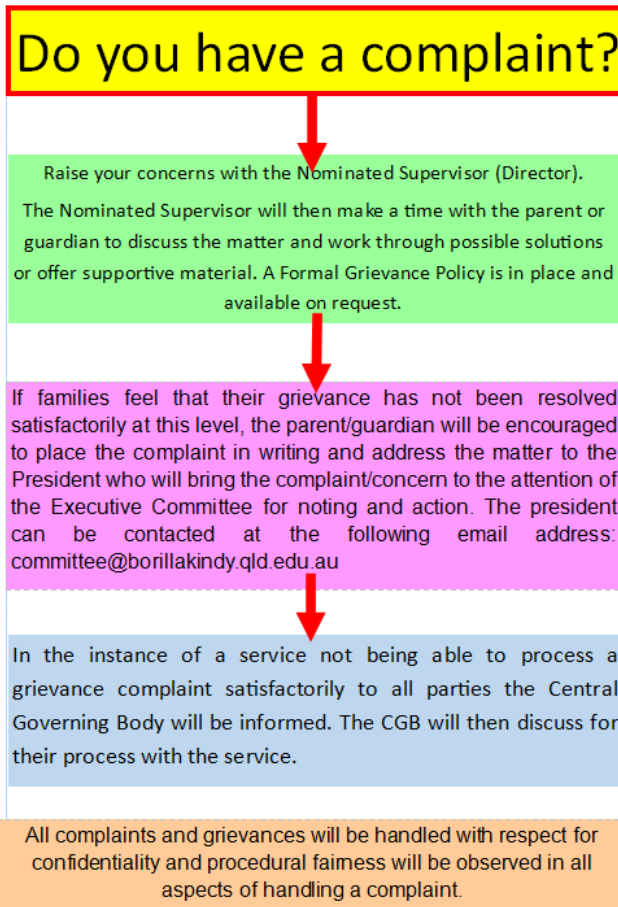 Do you have a complaint?
Raise your concerns with the Nominated Supervisor (Director).
The Nominated Supervisor will then make a time with the parent or
guardian to discuss the matter and work through possible solutions
or offer supportive material. A Formal Grievance Policy is in place and
available on request.
If families feel that their grievance has not been resolved
satisfactorily at this level, the parent/guardian will be encouraged
to place the complaint in writing and address the matter to the
President who will bring the complaint/concern to the attention of
the Executive Committee for noting and action. The president
can be contacted at the following email address:
committee@borillakindy.qld.edu.au
In the instance of a service not being able to process a
grievance complaint satisfactorily to all parties the Central
Governing Body will be informed. The CGB will then discuss for
their process with the service.
All complaints and grievances will be handled with respect for
confidentiality and procedural fairness will be observed in all
aspects of handling a complaint.